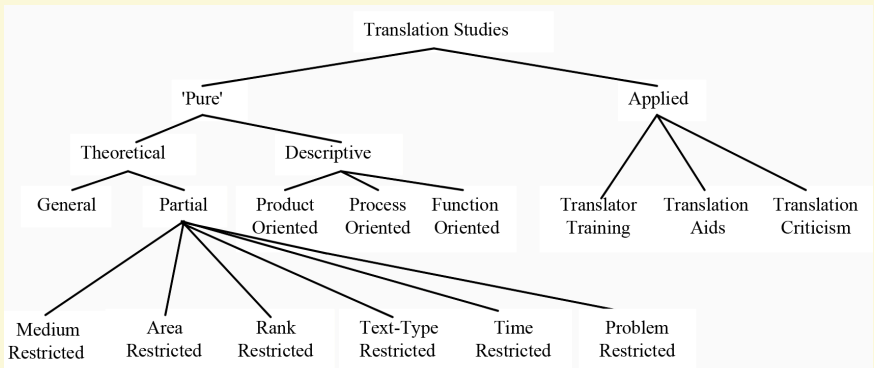 Translation Studies
'Pure'
Applied
Theoretical
Descriptive
General
Partial
Product
Oriented
Process
Oriented
Function
Oriented
Translator
Training
Translation
Aids
Translation
Criticism
Medium
Restricted
Area
Restricted
Rank
Restricted
Text-Type
Restricted
Time
Restricted
Problem
Restricted